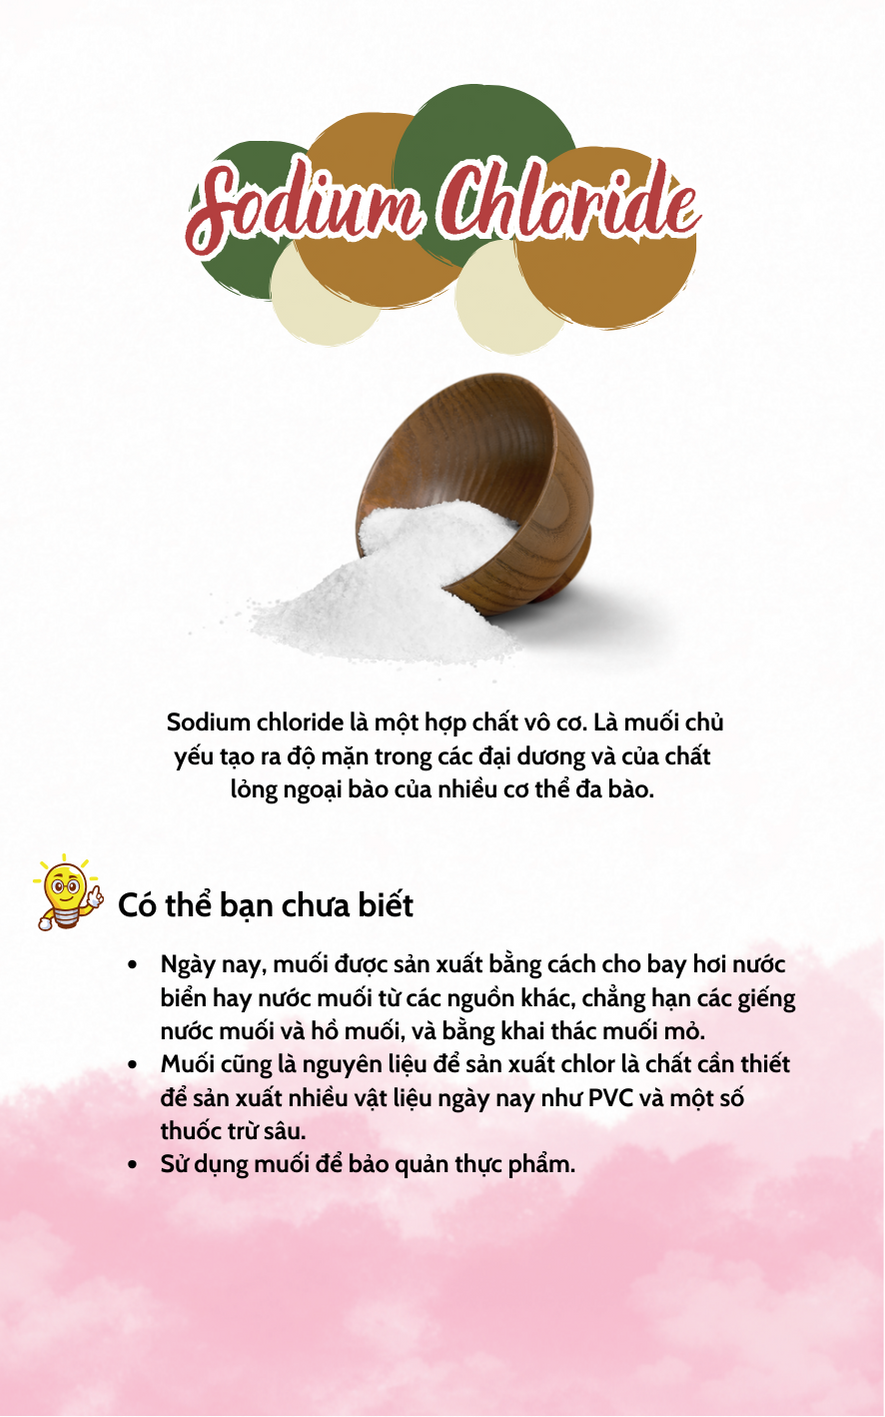 Sodium Chloride
Sodium chloride là một hợp chất vô cơ. Là muối chủ
yếu tạo ra độ mặn trong các đại dương và của chất
lỏng ngoại bào của nhiều cơ thể đa bào.
Có thể bạn chưa biết
• Ngày nay, muối được sản xuất bằng cách cho bay hơi nước
biển hay nước muối từ các nguồn khác, chẳng hạn các giếng
nước muối và hồ muối, và bằng khai thác muối mỏ.
• Muối cũng là nguyên liệu để sản xuất chlor là chất cần thiết
để sản xuất nhiều vật liệu ngày nay như PVC và một số
thuốc trừ sâu.
• Sử dụng muối để bảo quản thực phẩm.